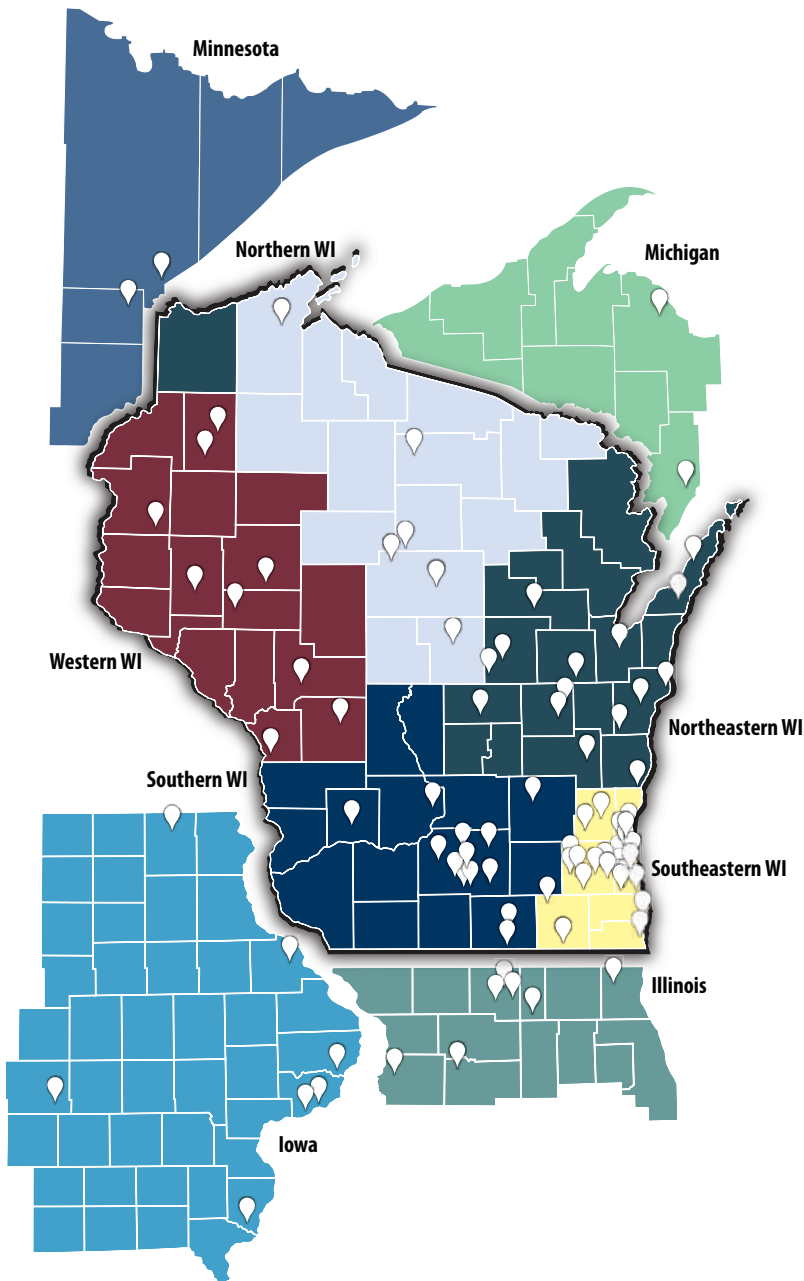 Minnesota
Northern WI
Michigan
Western WI
Northeastern WI
Southern WI
Southeastern WI
Illinois
Iowa